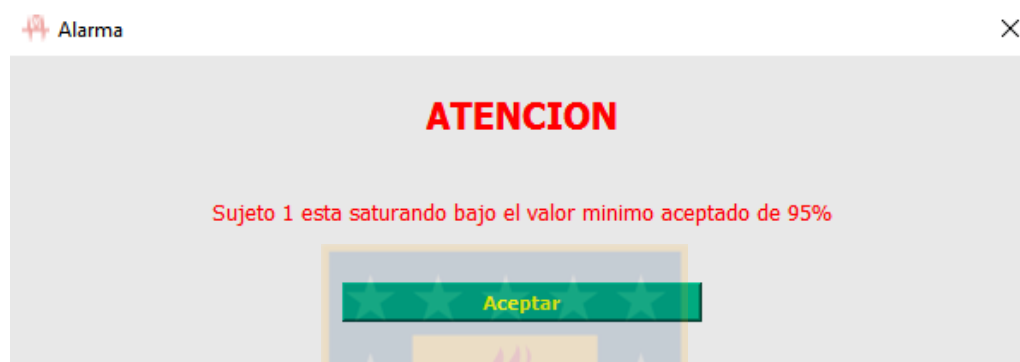 Alarma
ATENCION
Sujeto 1 esta saturando bajo el valor minimo aceptado de 95%
Aceptar